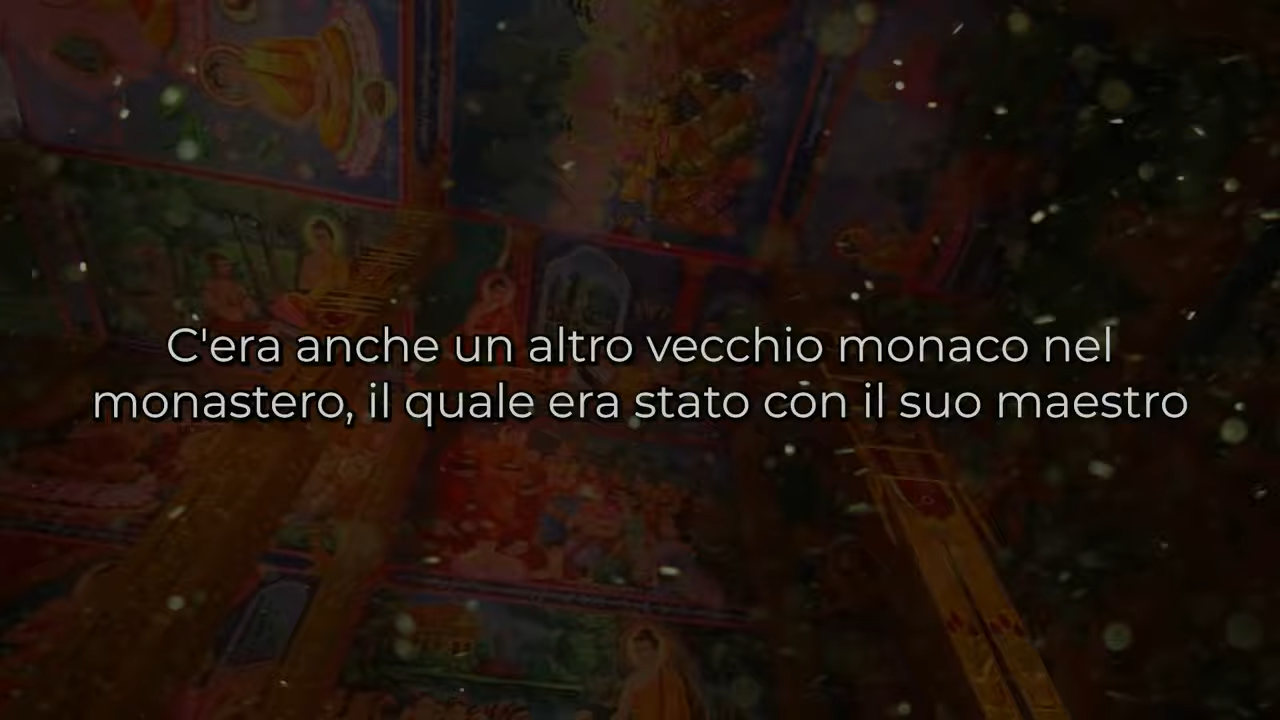 C'era anche un altro vecchio monaco nel
monastero, il quale era stato con il suo maestro